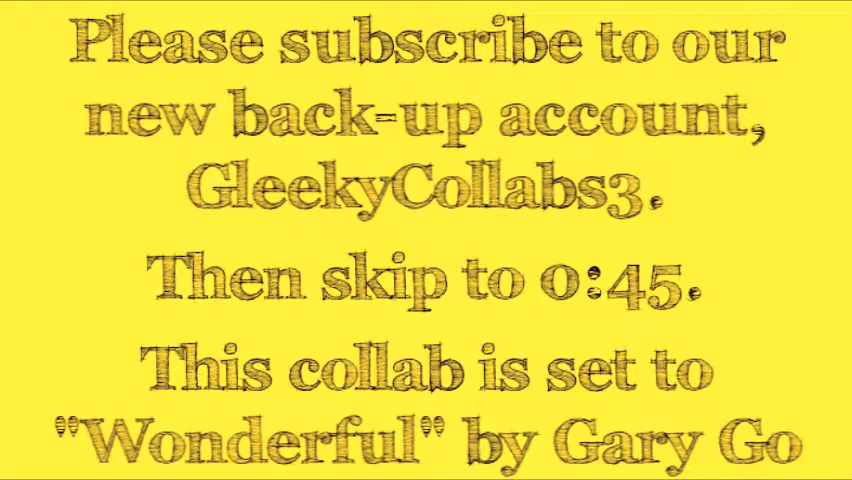 Please subscribe to our
new back-up account,
GleekyCollabs3.
Then skip to 0:45.
This collab is set to
"Wonderful" by Gary Go